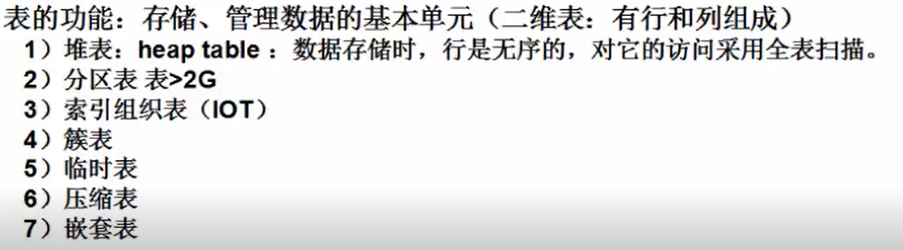 表的功能：存储、管理数据的基本单元（二维表：有行和列组成）
1）堆表：heap table ：数据存储时，行是无序的，对它的访问采用全表扫描。
2）分区表 表>2G
3）索引组织表（IOT）
4）簇表
5）临时表
6）压缩表
7）嵌套表